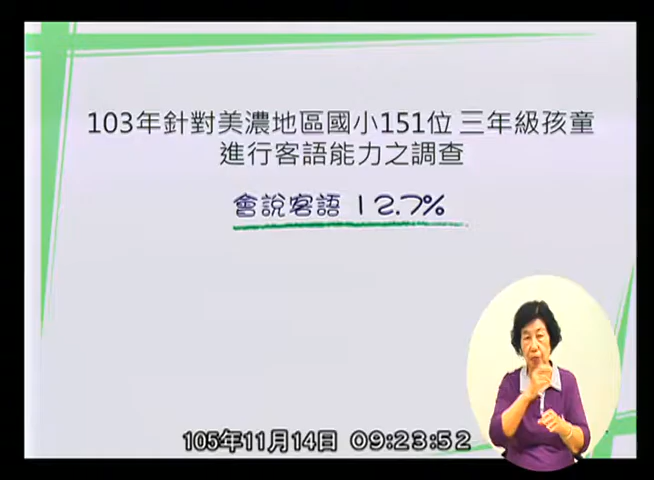 103年針對美濃地區國小151位 三年級孩童
進行客語能力之調查
會說客語 12.7%
105年11月14日 09:23:52